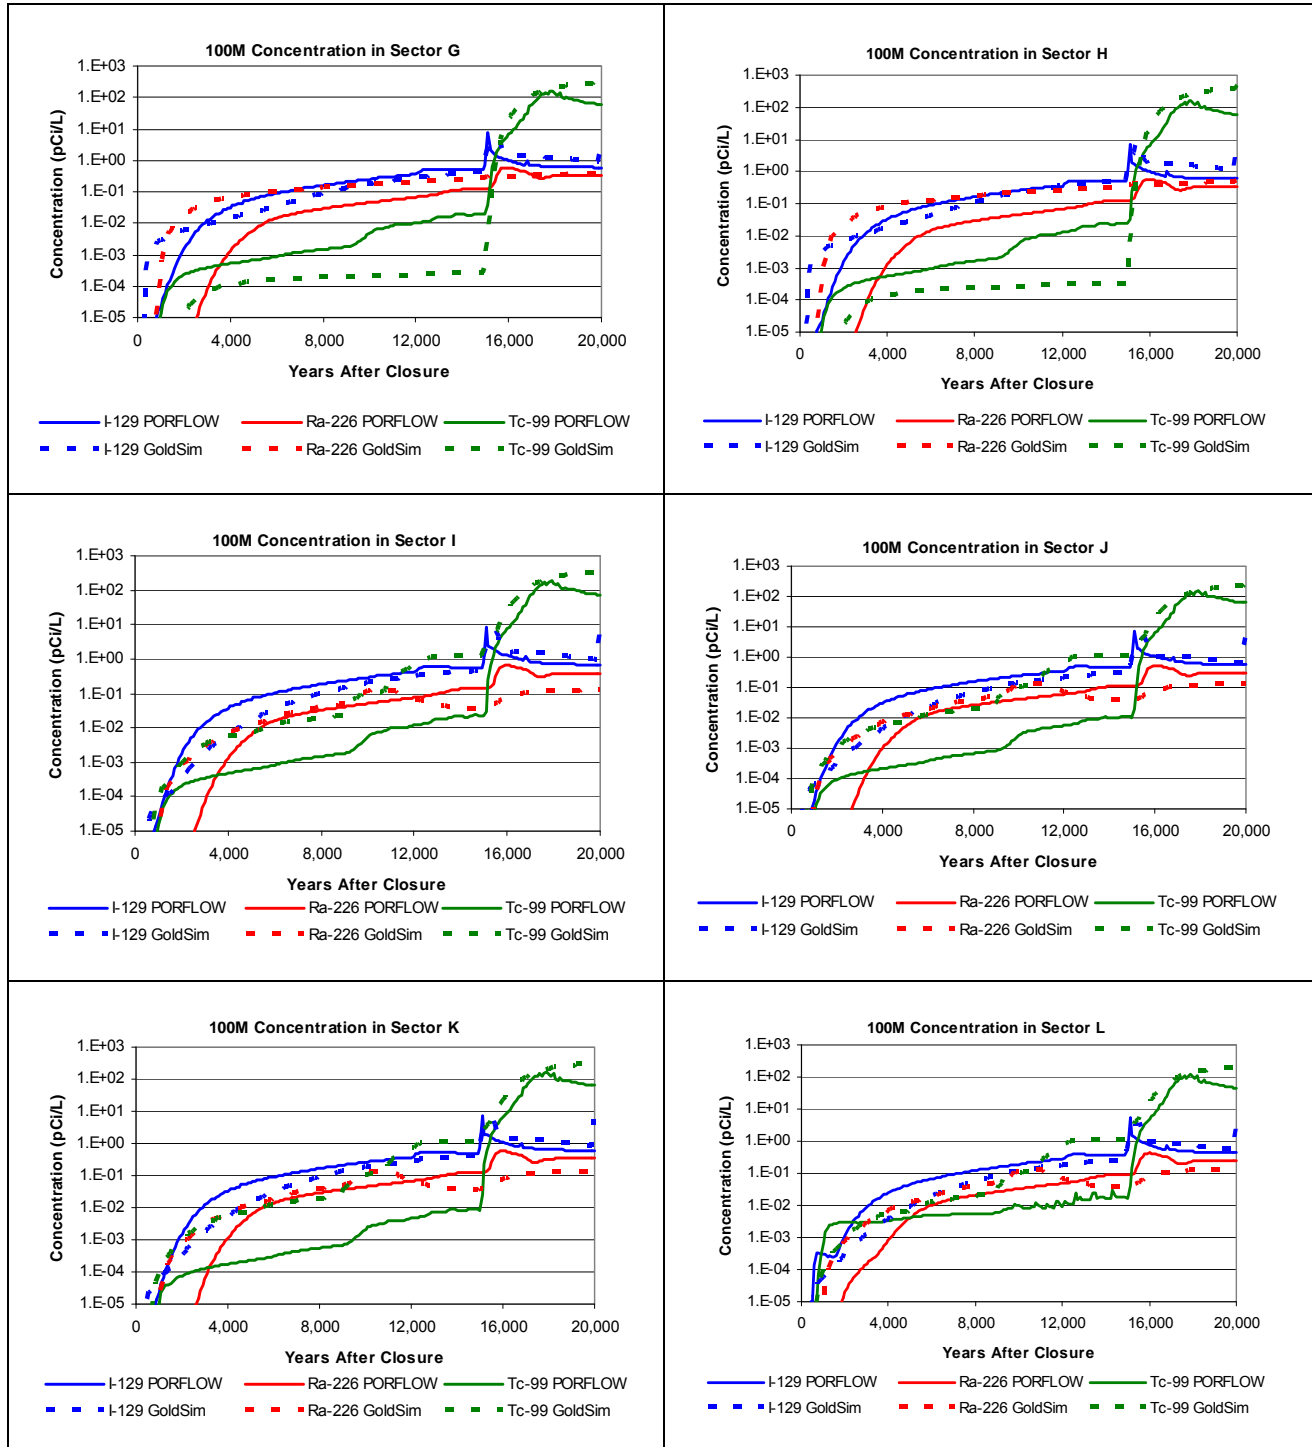 100M Concentration in Sector G
1.E+03
1.E+02
1.E+01
1.E+00
1.E-01
1.E-02
1.E-03
1.E-04
1.E-05
Concentration (pCi/L)
0 4,000 8,000 12,000 16,000 20,000
Years After Closure
I-129 PORFLOW Ra-226 PORFLOW Tc-99 PORFLOW
I-129 GoldSim Ra-226 GoldSim Tc-99 GoldSim
100M Concentration in Sector H
1.E+03
1.E+02
1.E+01
1.E+00
1.E-01
1.E-02
1.E-03
1.E-04
1.E-05
Concentration (pCi/L)
0 4,000 8,000 12,000 16,000 20,000
Years After Closure
I-129 PORFLOW Ra-226 PORFLOW Tc-99 PORFLOW
I-129 GoldSim Ra-226 GoldSim Tc-99 GoldSim
100M Concentration in Sector I
1.E+03
1.E+02
1.E+01
1.E+00
1.E-01
1.E-02
1.E-03
1.E-04
1.E-05
Concentration (pCi/L)
0 4,000 8,000 12,000 16,000 20,000
Years After Closure
I-129 PORFLOW Ra-226 PORFLOW Tc-99 PORFLOW
I-129 GoldSim Ra-226 GoldSim Tc-99 GoldSim
100M Concentration in Sector J
1.E+03
1.E+02
1.E+01
1.E+00
1.E-01
1.E-02
1.E-03
1.E-04
1.E-05
Concentration (pCi/L)
0 4,000 8,000 12,000 16,000 20,000
Years After Closure
I-129 PORFLOW Ra-226 PORFLOW Tc-99 PORFLOW
I-129 GoldSim Ra-226 GoldSim Tc-99 GoldSim
100M Concentration in Sector K
1.E+03
1.E+02
1.E+01
1.E+00
1.E-01
1.E-02
1.E-03
1.E-04
1.E-05
Concentration (pCi/L)
0 4,000 8,000 12,000 16,000 20,000
Years After Closure
I-129 PORFLOW Ra-226 PORFLOW Tc-99 PORFLOW
I-129 GoldSim Ra-226 GoldSim Tc-99 GoldSim
100M Concentration in Sector L
1.E+03
1.E+02
1.E+01
1.E+00
1.E-01
1.E-02
1.E-03
1.E-04
1.E-05
Concentration (pCi/L)
0 4,000 8,000 12,000 16,000 20,000
Years After Closure
I-129 PORFLOW Ra-226 PORFLOW Tc-99 PORFLOW
I-129 GoldSim Ra-226 GoldSim Tc-99 GoldSim